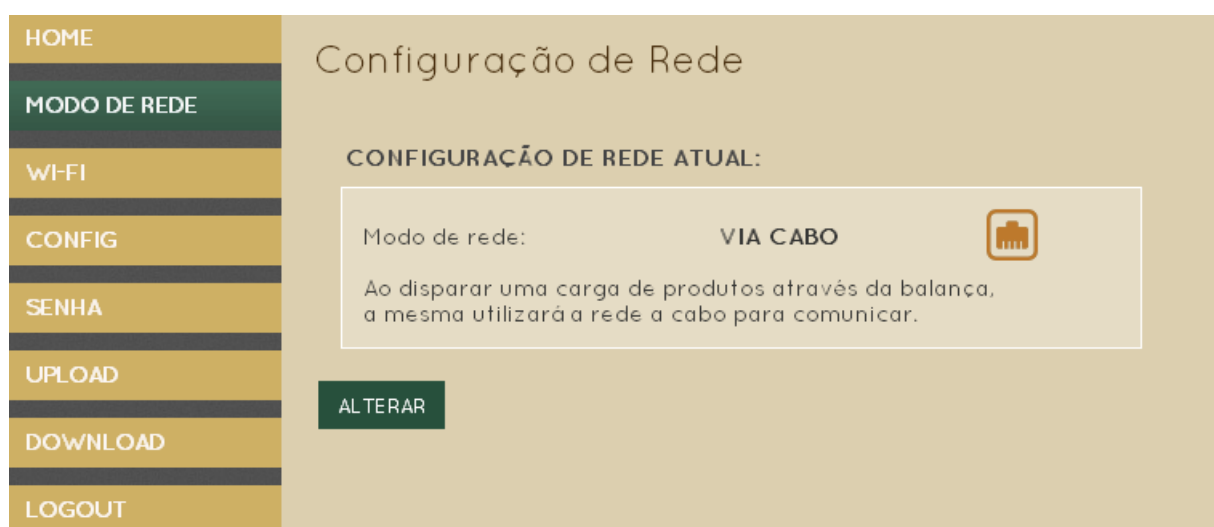 HOME
MODO DE REDE
WI-FI
CONFIG
SENHA
UPLOAD
DOWNLOAD
LOGOUT
Configuração de Rede
CONFIGURAÇÃO DE REDE ATUAL:
Modo de rede: VIA CABO
Ao disparar uma carga de produtos através da balança,
a mesma utilizará a rede a cabo para comunicar.
ALTERAR